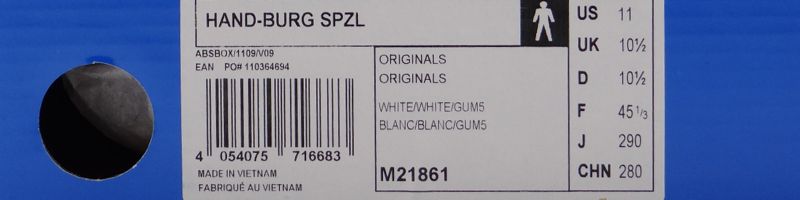 HAND-BURG SPZL
ABSBOX/1109/V09
EAN PO# 110364694
4 054075 716683
MADE IN VIETNAM
FABRIQUÉ AU VIETNAM
ORIGINALS
ORIGINALS
WHITE/WHITE/GUM5
BLANC/BLANC/GUM5
M21861
US 11
UK 10½
D 10½
F 45 1/3
J 290
CHN 280